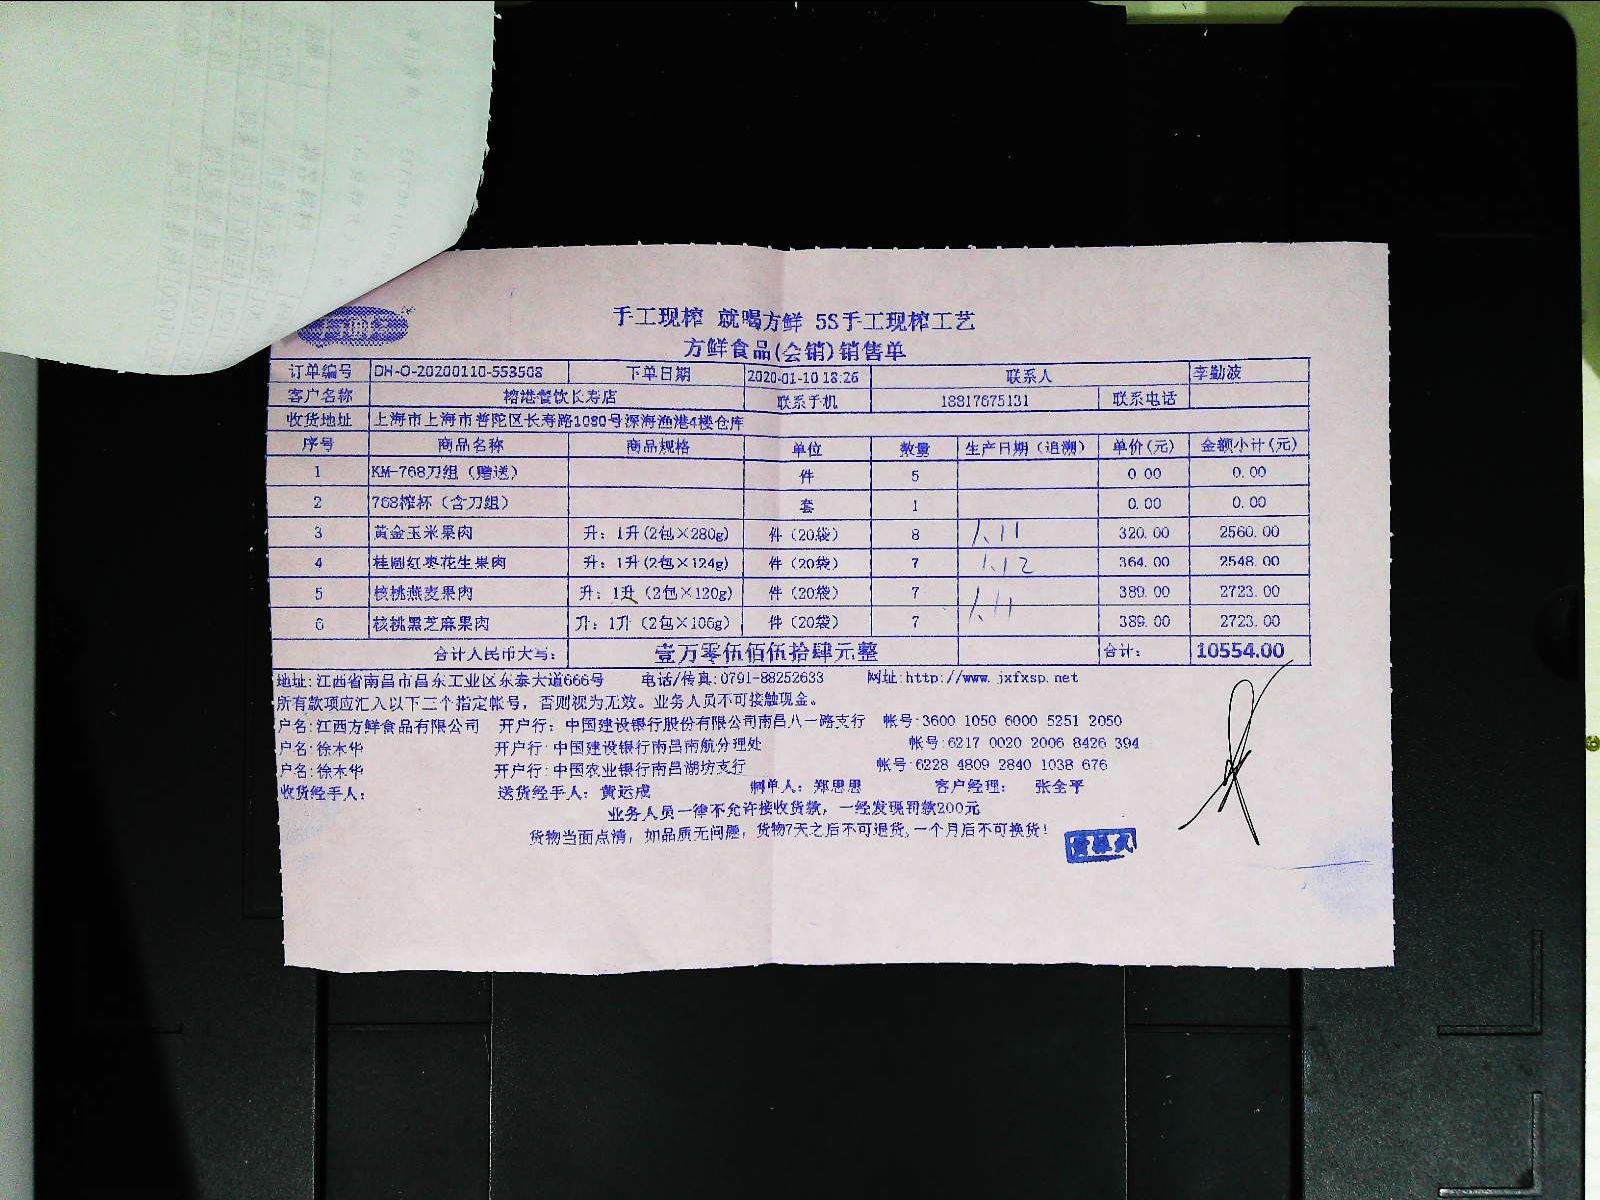 手工现榨 就喝方鲜 5S手工现榨工艺
方鲜食品(会销)销售单
订单编号 DH-O-20200110-553508 下单日期 2020-01-10 18:26 联系人 李勤波
客户名称 榕港餐饮长寿店 联系手机 18817675131 联系电话
收货地址 上海市上海市普陀区长寿路1080号深海渔港4楼仓库
序号 商品名称 商品规格 单位 数量 生产日期（追溯） 单价(元) 金额小计(元)
1 KM-768刀组（赠送） 件 5 0.00 0.00
2 768榨杯（含刀组） 套 1 0.00 0.00
3 黄金玉米果肉 升：1升(2包×280g) 件（20袋） 8 1.11 320.00 2560.00
4 桂圆红枣花生果肉 升：1升(2包×124g) 件（20袋） 7 1.12 364.00 2548.00
5 核桃燕麦果肉 升：1升（2包×120g） 件（20袋） 7 1.11 389.00 2723.00
6 核桃黑芝麻果肉 升：1升（2包×106g） 件（20袋） 7 389.00 2723.00
合计人民币大写： 壹万零伍佰伍拾肆元整 合计： 10554.00
地址:江西省南昌市昌东工业区东泰大道666号 电话/传真:0791-88252633 网址:http://www.jxfxsp.net
所有款项应汇入以下三个指定帐号，否则视为无效。业务人员不可接触现金。
户名:江西方鲜食品有限公司 开户行：中国建设银行股份有限公司南昌八一路支行 帐号:3600 1050 6000 5251 2050
户名:徐木华 开户行:中国建设银行南昌南航分理处 帐号:6217 0020 2006 8426 394
户名:徐木华 开户行:中国农业银行南昌湖坊支行 帐号:6228 4809 2840 1038 676
收货经手人： 送货经手人：黄运成 制单人：郑思思 客户经理： 张全平
业务人员一律不允许接收货款，一经发现罚款200元
货物当面点清，如品质无问题，货物7天之后不可退货,一个月后不可换货！